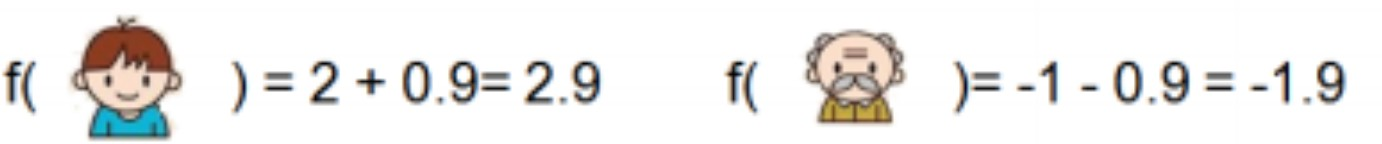 f( ) = 2 + 0.9= 2.9 f( )= -1 - 0.9 = -1.9